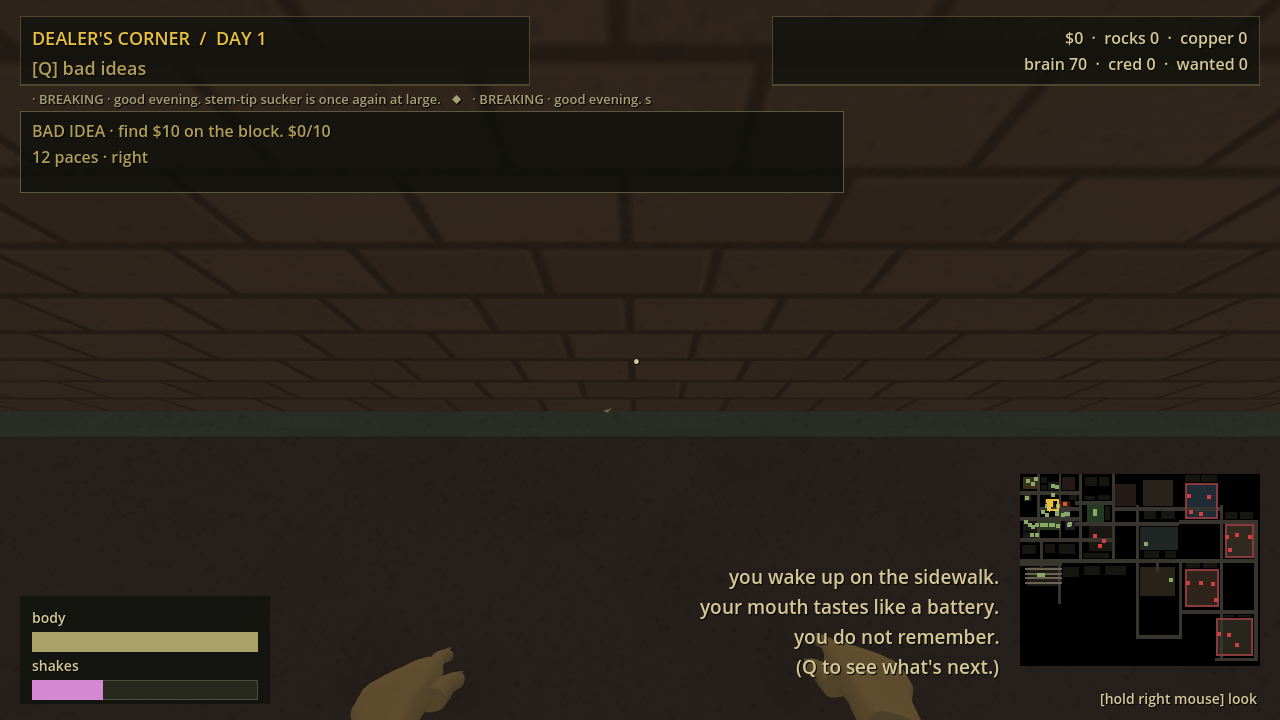 DEALER'S CORNER / DAY 1
[Q] bad ideas
$0 · rocks 0 · copper 0
brain 70 · cred 0 · wanted 0
· BREAKING · good evening. stem-tip sucker is once again at large. ◆ · BREAKING · good evening. s
BAD IDEA · find $10 on the block. $0/10
12 paces · right
you wake up on the sidewalk.
your mouth tastes like a battery.
you do not remember.
(Q to see what's next.)
body
shakes
[hold right mouse] look